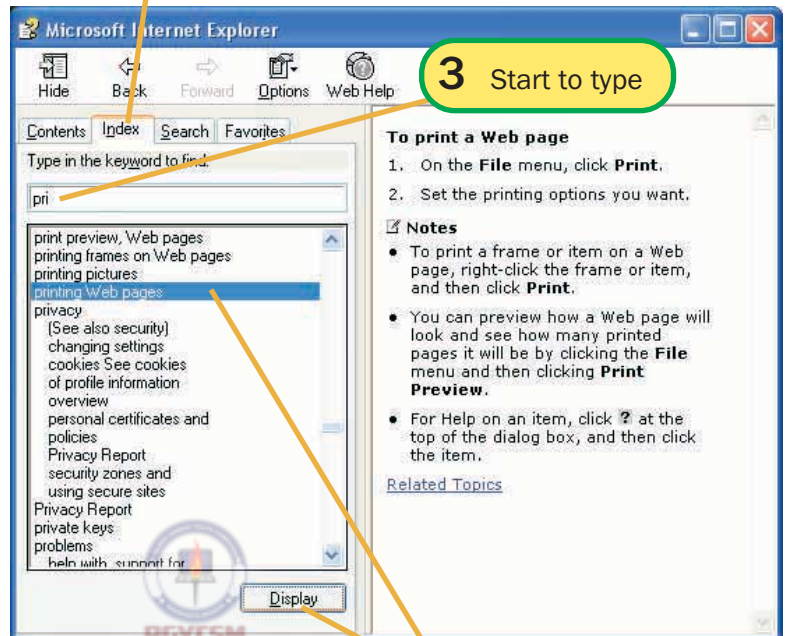 Microsoft Internet Explorer
Hide Back Forward Options Web Help
3 Start to type
Contents Index Search Favorites
Type in the keyword to find:
pri
print preview, Web pages
printing frames on Web pages
printing pictures
printing Web pages
privacy
(See also security)
changing settings
cookies See cookies
of profile information
overview
personal certificates and
policies
Privacy Report
security zones and
using secure sites
Privacy Report
private keys
problems
help with, support for
Display
To print a Web page
1. On the File menu, click Print.
2. Set the printing options you want.
Notes
• To print a frame or item on a Web
page, right-click the frame or item,
and then click Print.
• You can preview how a Web page will
look and see how many printed
pages it will be by clicking the File
menu and then clicking Print
Preview.
• For Help on an item, click ? at the
top of the dialog box, and then click
the item.
Related Topics